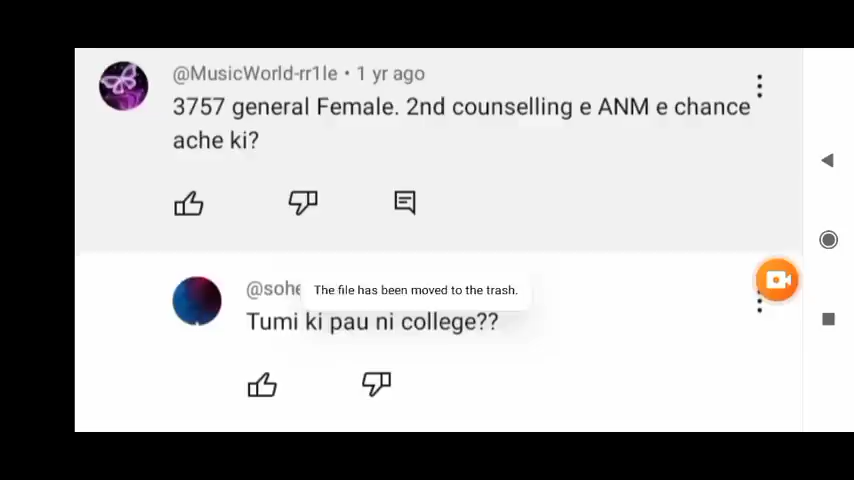 @MusicWorld-rr1le • 1 yr ago
3757 general Female. 2nd counselling e ANM e chance
ache ki?
@sohe
The file has been moved to the trash.
Tumi ki pau ni college??